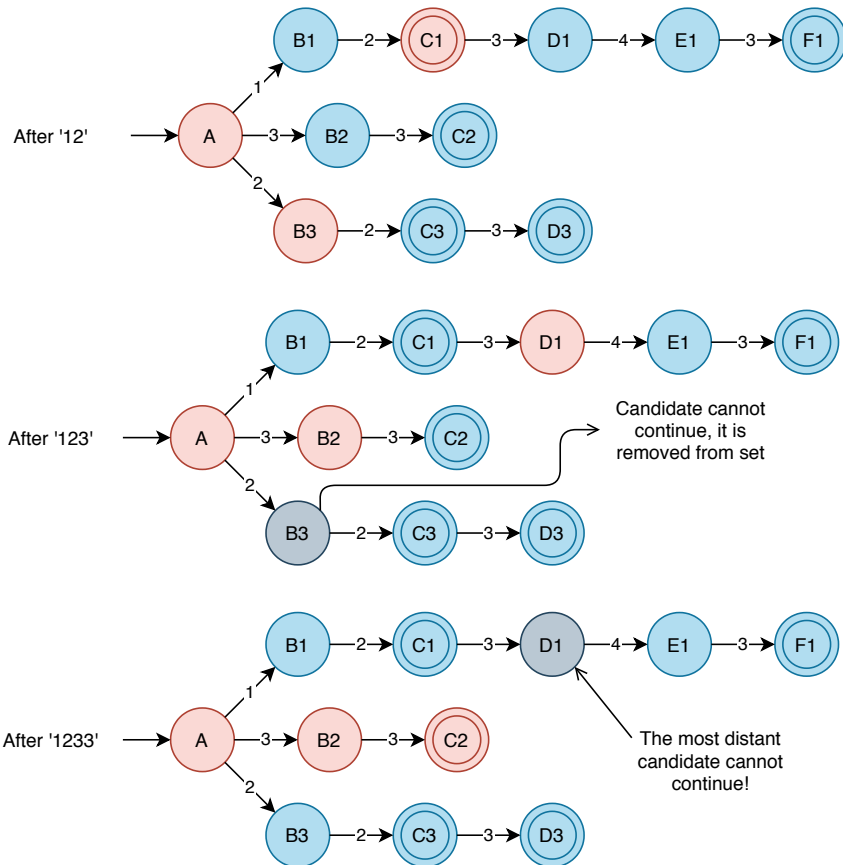 B1 2 C1 3 D1 4 E1 3 F1
1
After '12' A 3 B2 3 C2
2
B3 2 C3 3 D3
B1 2 C1 3 D1 4 E1 3 F1
1
After '123' A 3 B2 3 C2
Candidate cannot
continue, it is
removed from set
2
B3 2 C3 3 D3
B1 2 C1 3 D1 4 E1 3 F1
1
After '1233' A 3 B2 3 C2
The most distant
candidate cannot
continue!
2
B3 2 C3 3 D3